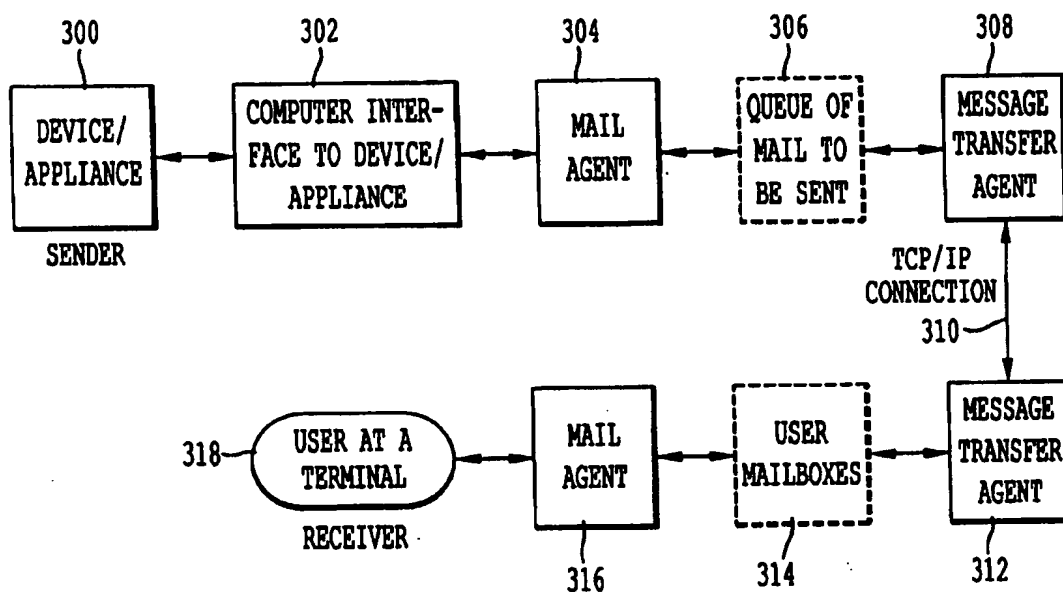 300
302
304
306
308
DEVICE/
APPLIANCE
COMPUTER INTER-
FACE TO DEVICE/
APPLIANCE
MAIL
AGENT
QUEUE OF
MAIL TO
BE SENT
MESSAGE
TRANSFER
AGENT
SENDER
TCP/IP
CONNECTION
310
318
USER AT A
TERMINAL
MAIL
AGENT
USER
MAILBOXES
MESSAGE
TRANSFER
AGENT
RECEIVER
316
314
312